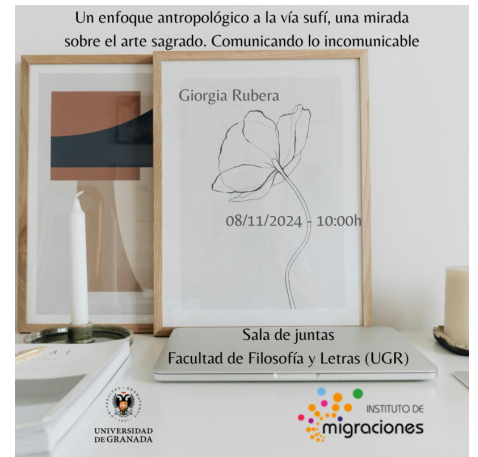 Un enfoque antropológico a la vía sufí, una mirada
sobre el arte sagrado. Comunicando lo incomunicable
Giorgia Rubera
08/11/2024 - 10:00h
Sala de juntas
Facultad de Filosofía y Letras (UGR)
UNIVERSIDAD
DE GRANADA
INSTITUTO DE
migraciones